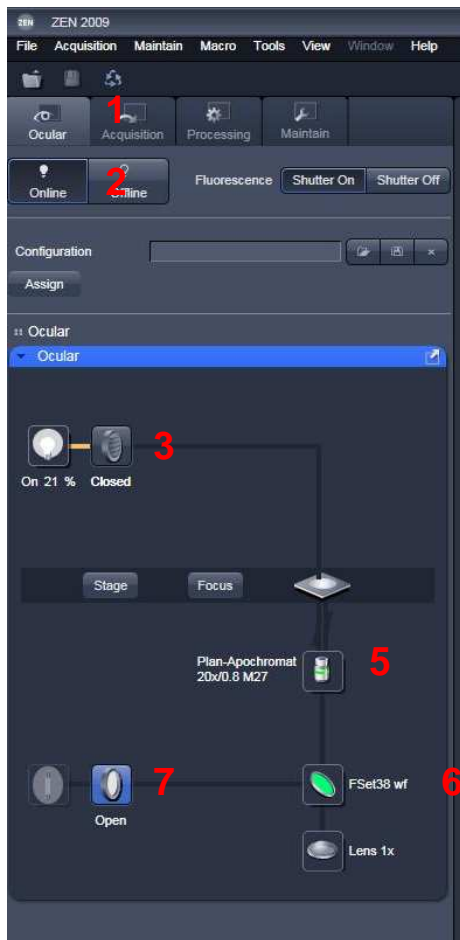 ZEN ZEN 2009
File Acquisition Maintain Macro Tools View Window Help
1
Ocular Acquisition Processing Maintain
2
Online Offline Fluorescence Shutter On Shutter Off
Configuration
Assign
Ocular
Ocular
3
On 21 % Closed
Stage Focus
Plan-Apochromat
20x/0.8 M27
5
7
FSet38 wf
6
Open
Lens 1x